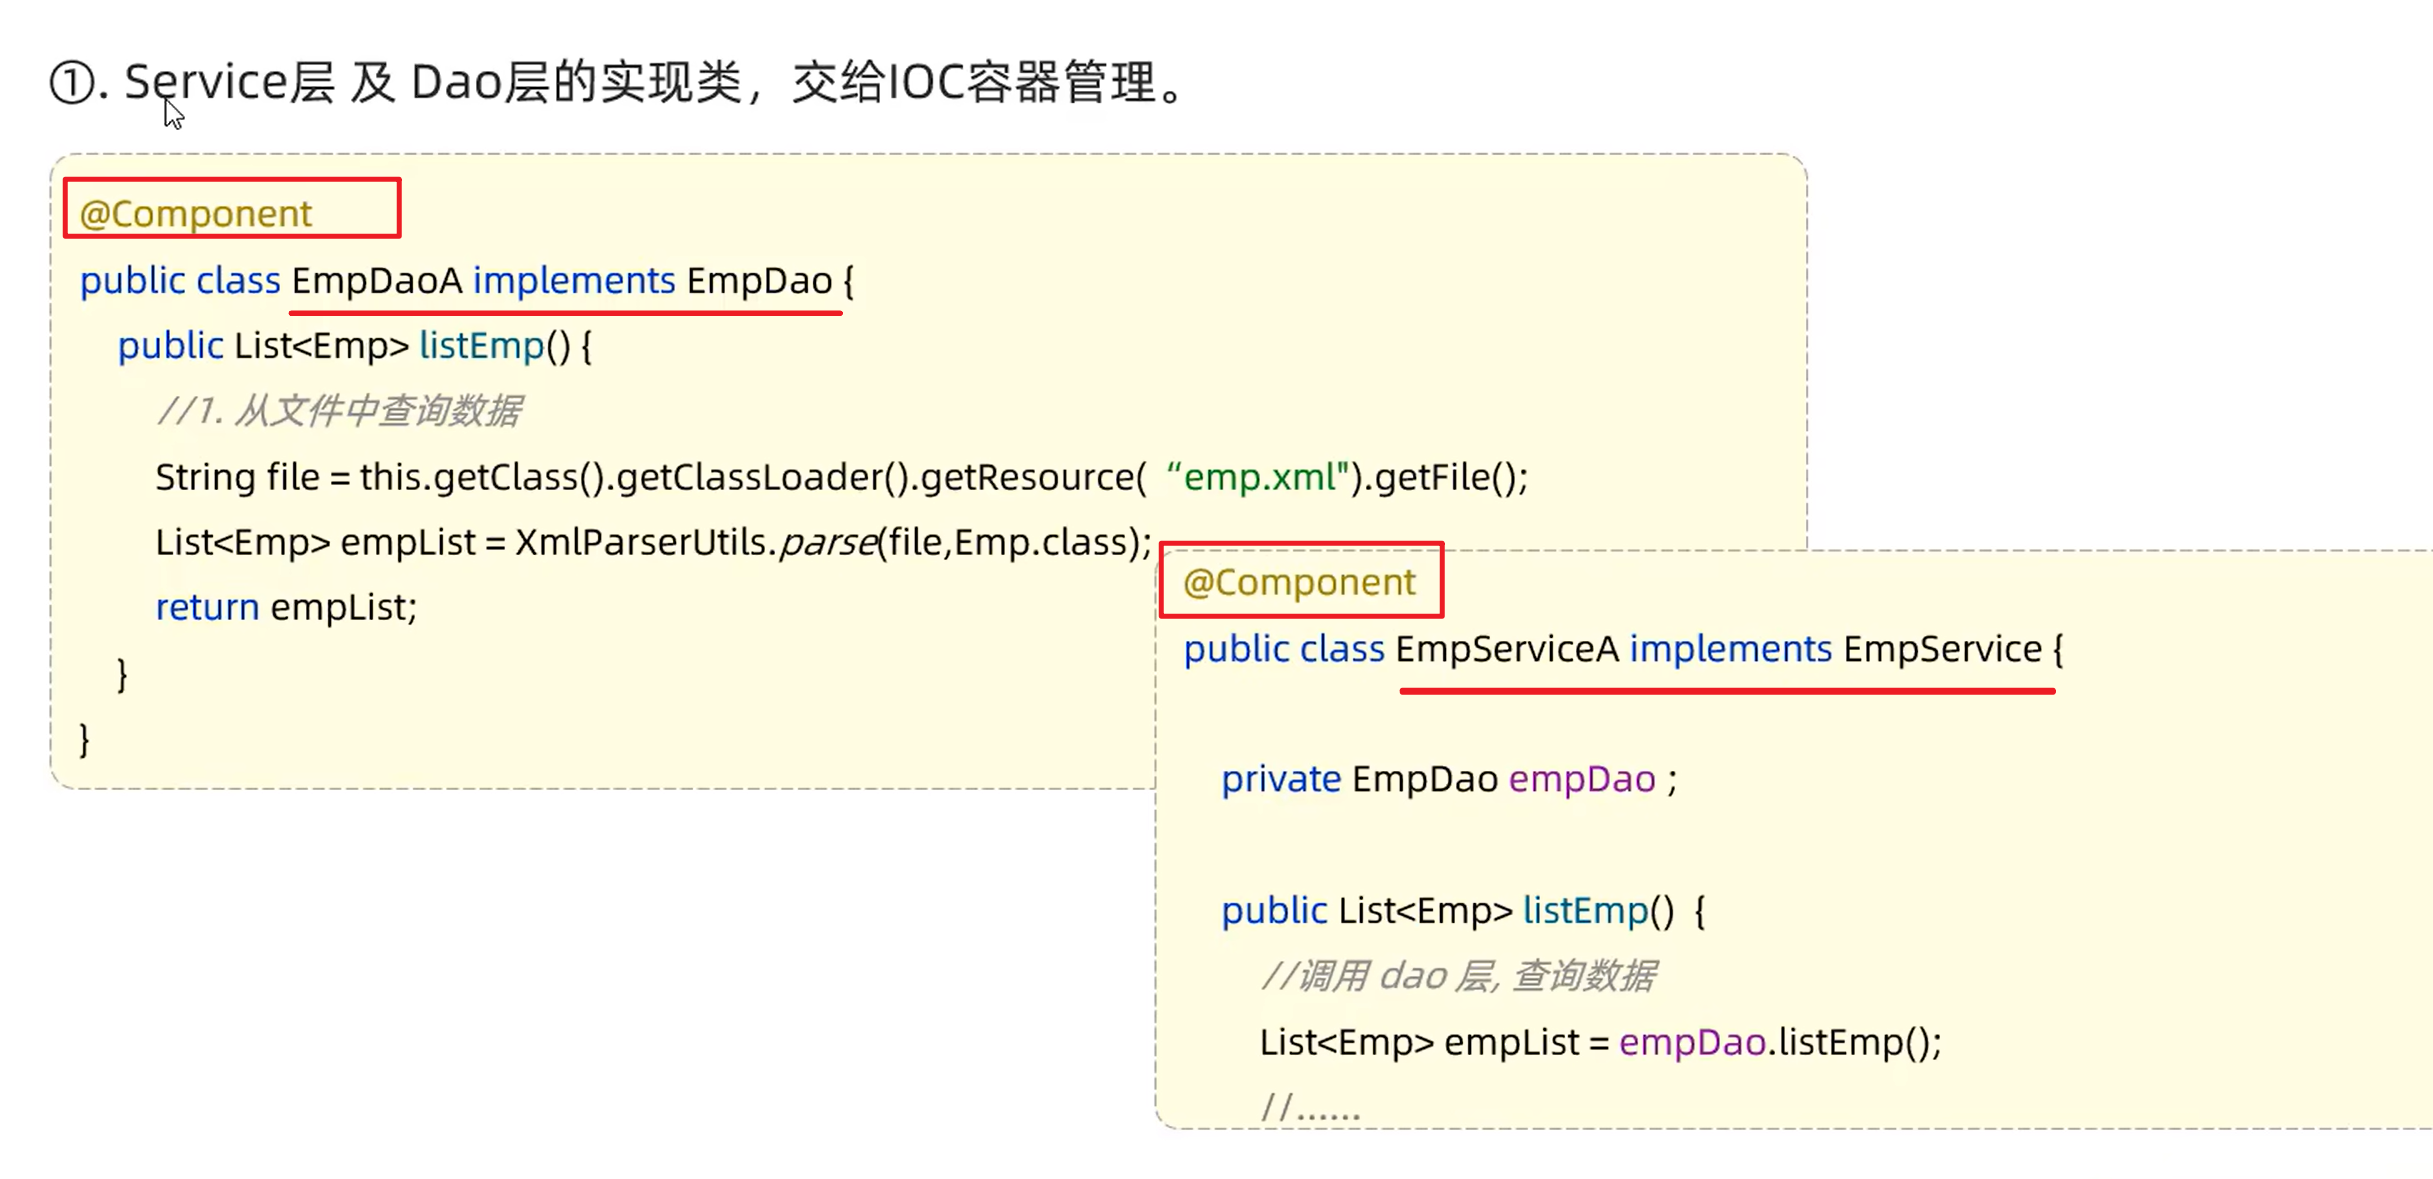 ①. Service层 及 Dao层的实现类，交给IOC容器管理。
@Component
public class EmpDaoA implements EmpDao {
public List<Emp> listEmp() {
//1. 从文件中查询数据
String file = this.getClass().getClassLoader().getResource( “emp.xml").getFile();
List<Emp> empList = XmlParserUtils.parse(file,Emp.class);
return empList;
}
}
@Component
public class EmpServiceA implements EmpService {
private EmpDao empDao ;
public List<Emp> listEmp() {
//调用 dao 层, 查询数据
List<Emp> empList = empDao.listEmp();
//......